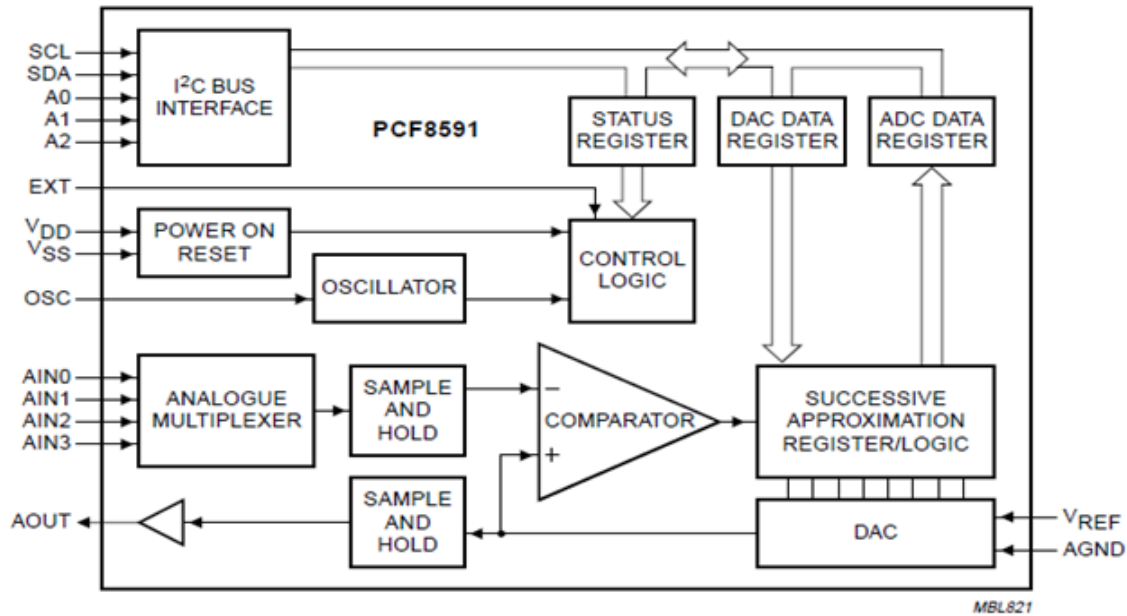 SCL
SDA
A0
A1
A2
I²C BUS
INTERFACE
PCF8591
STATUS
REGISTER
DAC DATA
REGISTER
ADC DATA
REGISTER
EXT
VDD
VSS
POWER ON
RESET
CONTROL
LOGIC
OSC
OSCILLATOR
AIN0
AIN1
AIN2
AIN3
ANALOGUE
MULTIPLEXER
SAMPLE
AND
HOLD
−
COMPARATOR
+
SUCCESSIVE
APPROXIMATION
REGISTER/LOGIC
AOUT
SAMPLE
AND
HOLD
DAC
VREF
AGND
MBL821